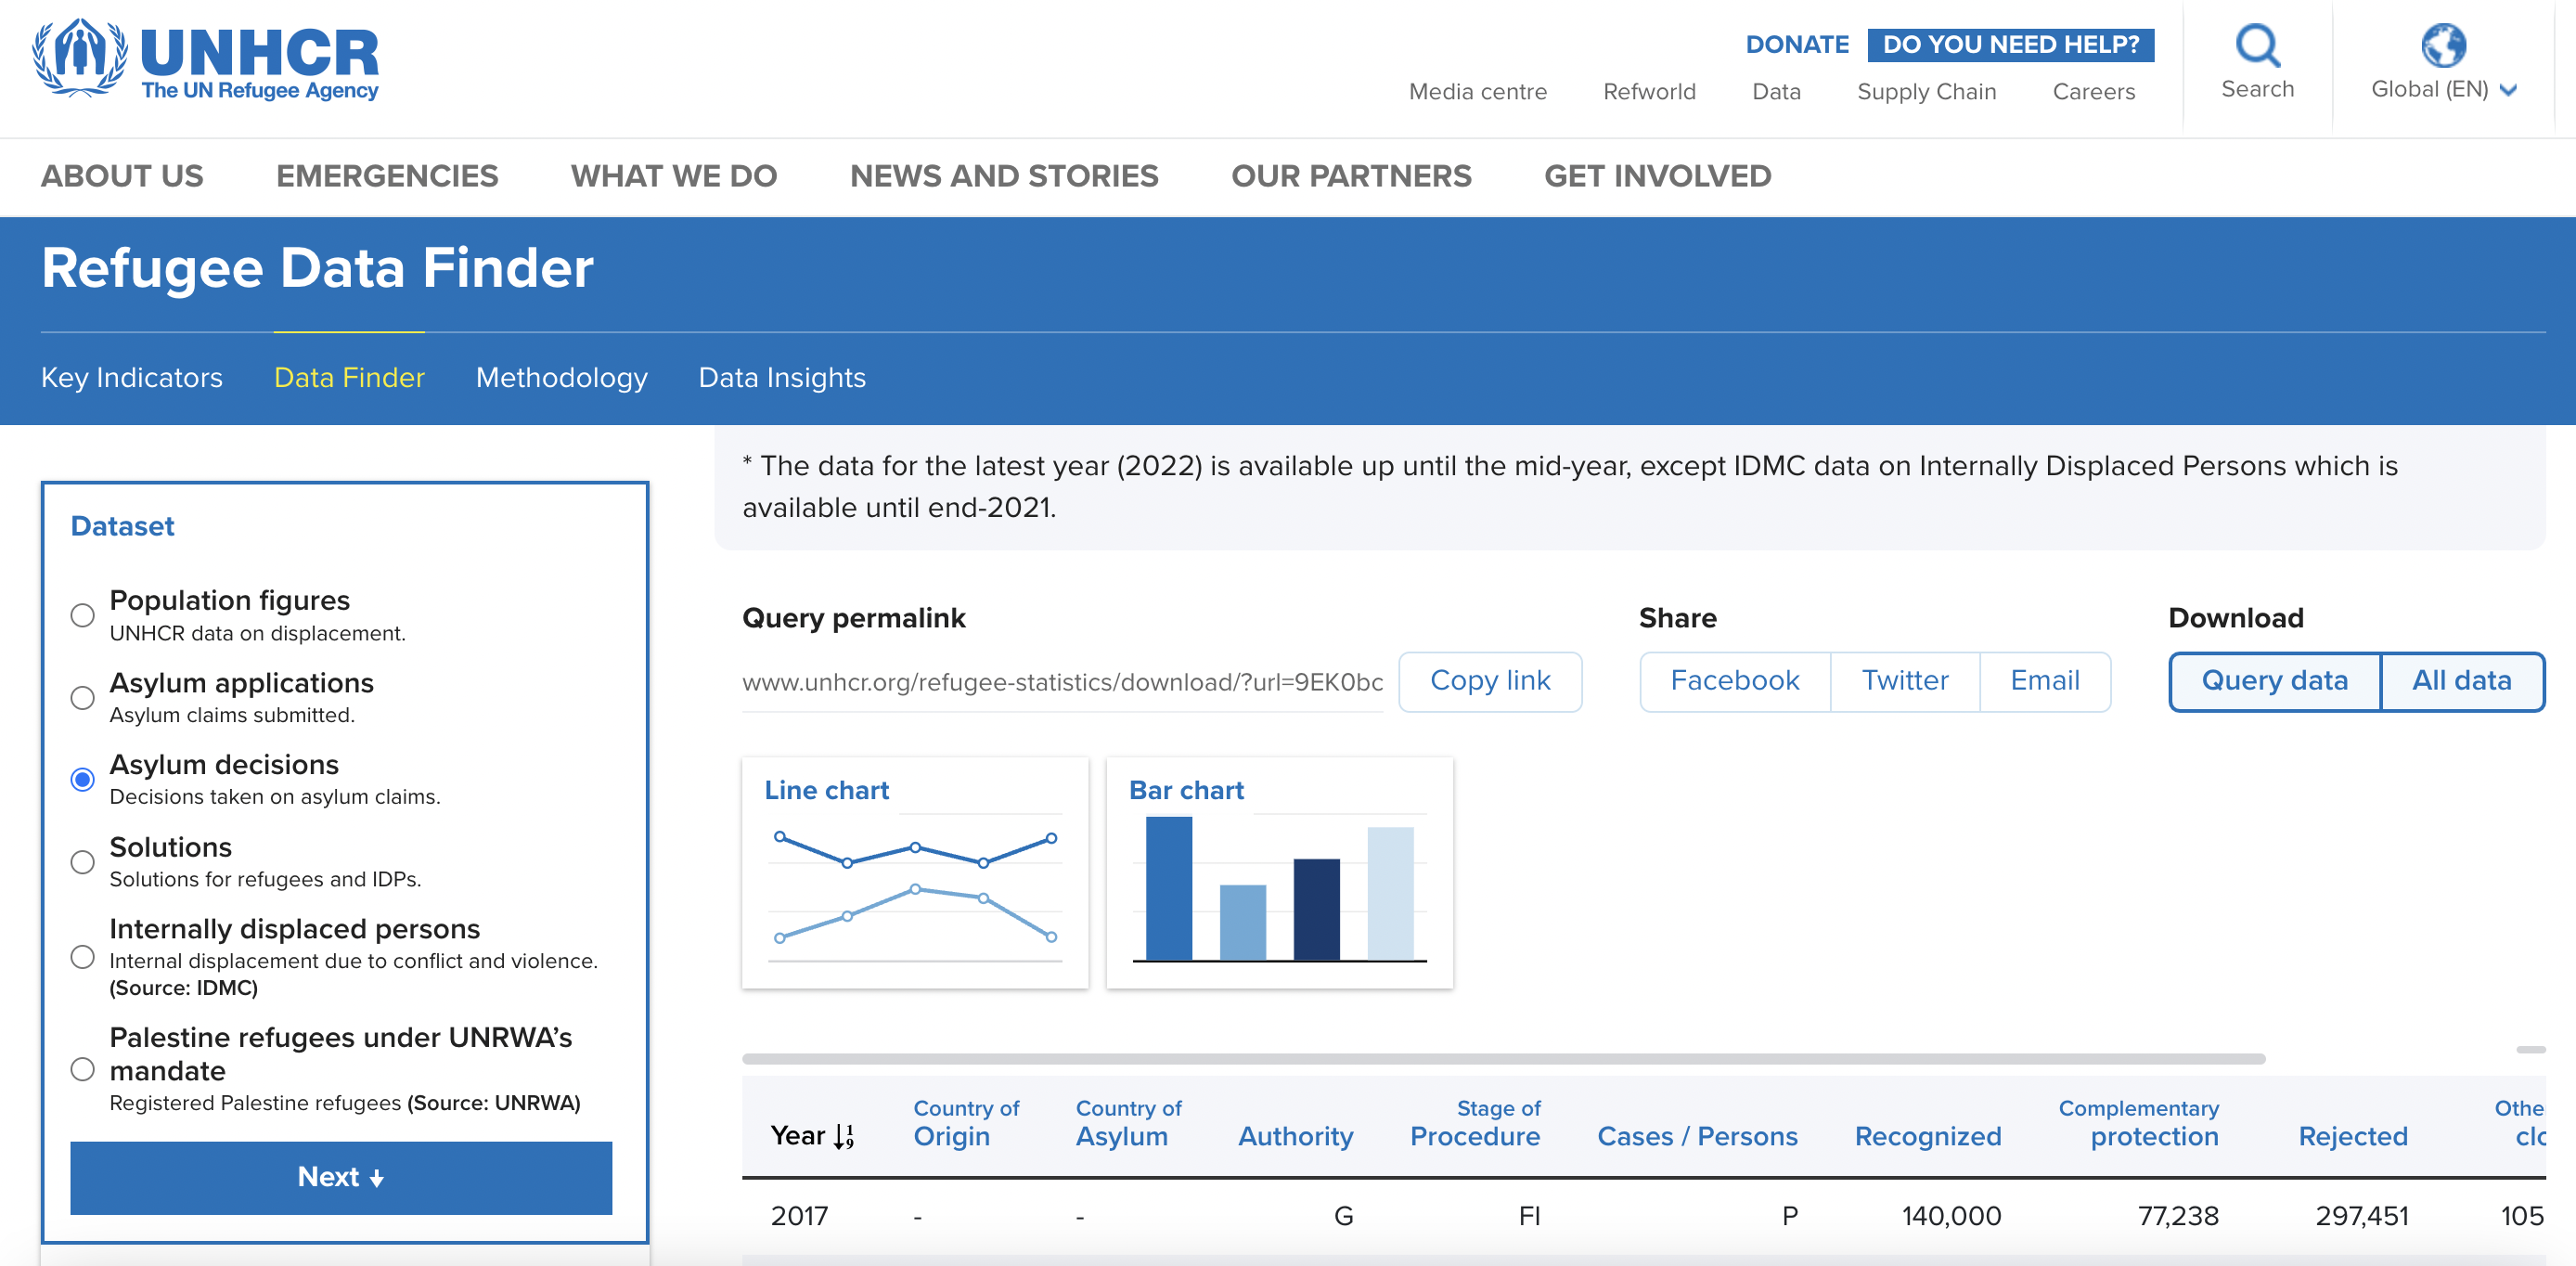 UNHCR
The UN Refugee Agency
DONATE
DO YOU NEED HELP?
Media centre
Refworld
Data
Supply Chain
Careers
Search
Global (EN)
ABOUT US
EMERGENCIES
WHAT WE DO
NEWS AND STORIES
OUR PARTNERS
GET INVOLVED
Refugee Data Finder
Key Indicators
Data Finder
Methodology
Data Insights
Dataset
Population figures
UNHCR data on displacement.
Asylum applications
Asylum claims submitted.
Asylum decisions
Decisions taken on asylum claims.
Solutions
Solutions for refugees and IDPs.
Internally displaced persons
Internal displacement due to conflict and violence.
(Source: IDMC)
Palestine refugees under UNRWA’s
mandate
Registered Palestine refugees (Source: UNRWA)
Next
* The data for the latest year (2022) is available up until the mid-year, except IDMC data on Internally Displaced Persons which is
available until end-2021.
Query permalink
www.unhcr.org/refugee-statistics/download/?url=9EK0bc
Copy link
Share
Facebook
Twitter
Email
Download
Query data
All data
Line chart
Bar chart
Year
Country of
Origin
Country of
Asylum
Authority
Stage of
Procedure
Cases / Persons
Recognized
Complementary
protection
Rejected
Othe
clo
2017 - - G FI P 140,000 77,238 297,451 105